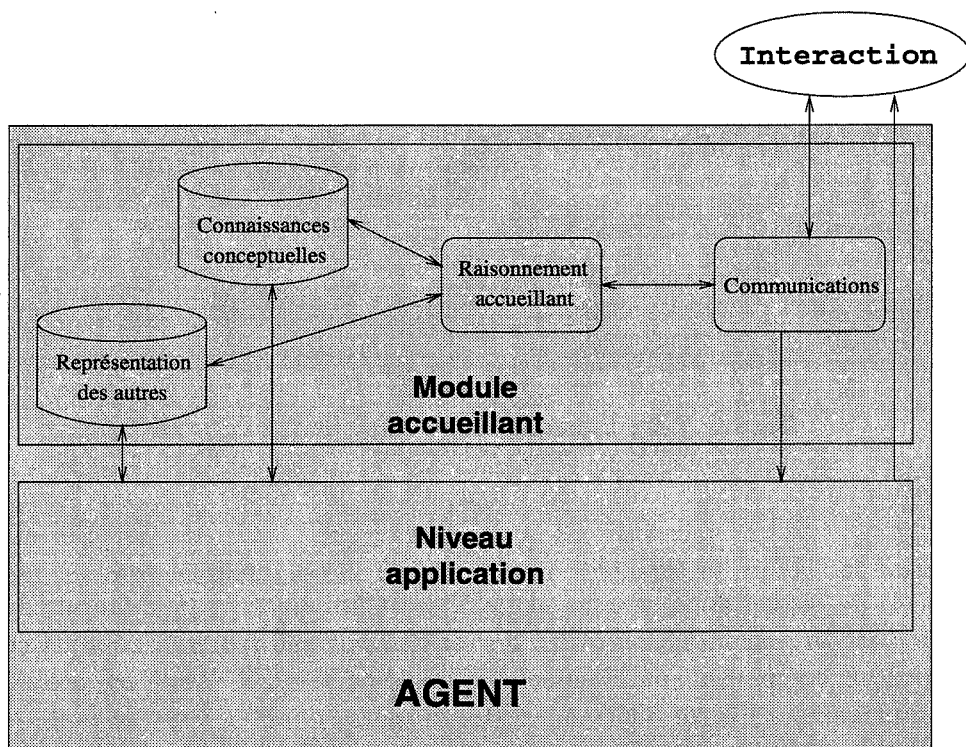 Interaction
Connaissances
conceptuelles
Raisonnement
accueillant
Communications
Représentation
des autres
Module
accueillant
Niveau
application
AGENT